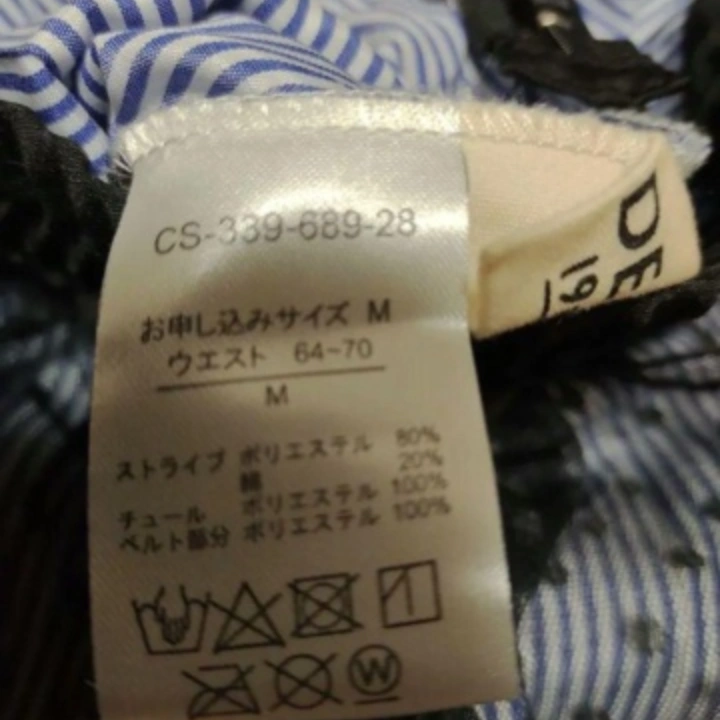 CS-339-689-28
お申し込みサイズ M
ウエスト 64~70
M
ストライプ ポリエステル 80%
綿 20%
チュール ポリエステル 100%
ベルト部分 ポリエステル 100%
W
DE
19